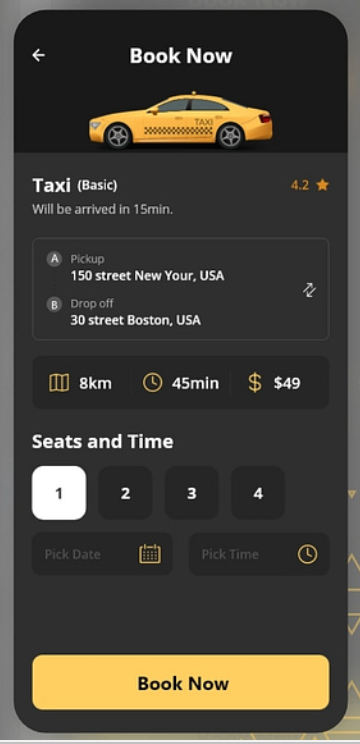 Book Now
TAXI
Taxi (Basic)
4.2
Will be arrived in 15min.
A Pickup
150 street New Your, USA
B Drop off
30 street Boston, USA
8km 45min $ $49
Seats and Time
1 2 3 4
Pick Date Pick Time
Book Now